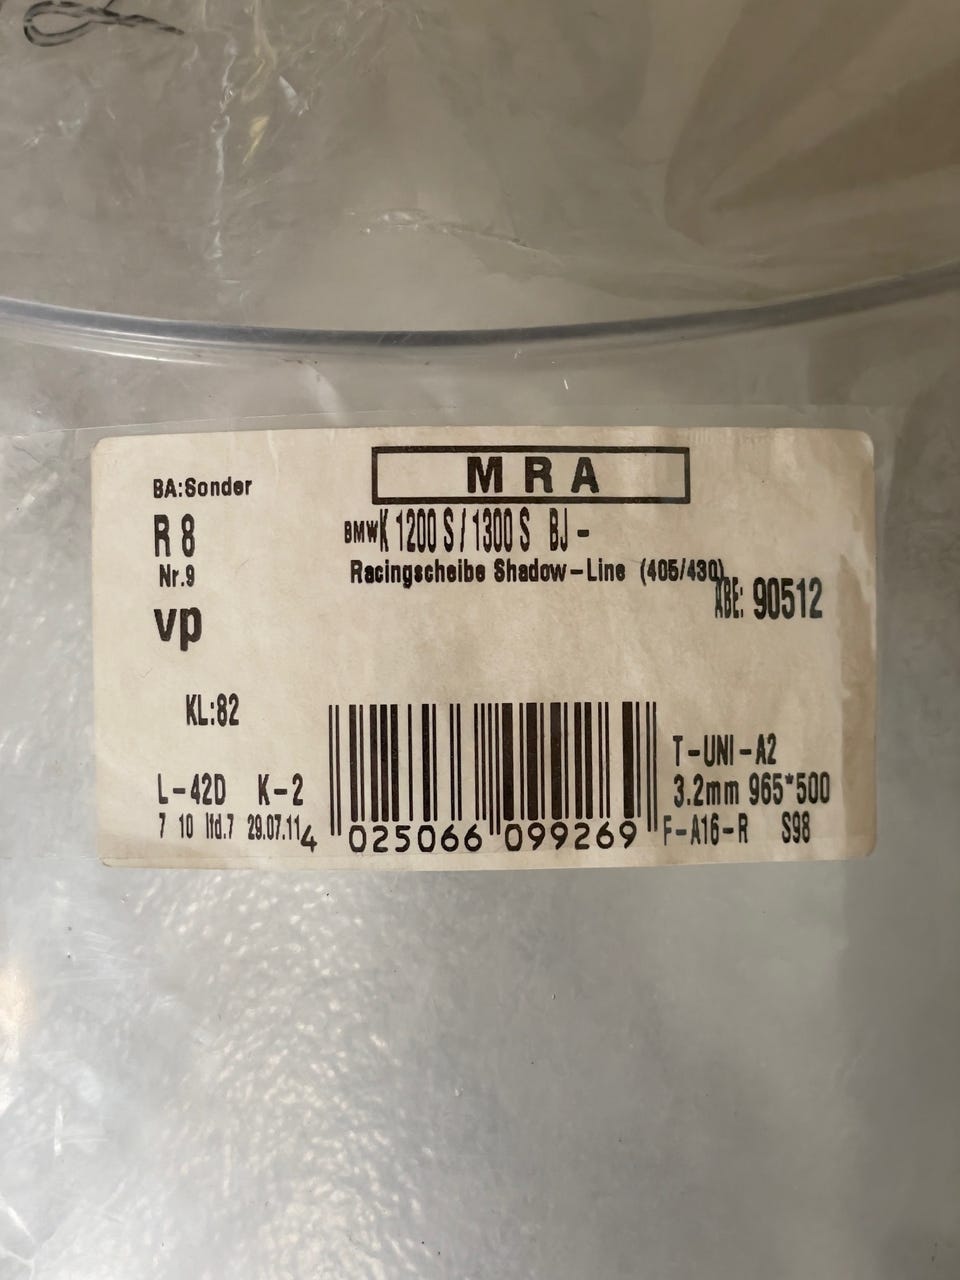 MRA
BA:Sonder
R 8
BMW K 1200 S / 1300 S BJ -
Nr.9
Racingscheibe Shadow-Line (405/430)
ABE: 90512
vp
KL:82
T-UNI-A2
L-42D K-2
3.2mm 965*500
7 10 lfd.7 29.07.11
4 025066 099269
F-A16-R S98